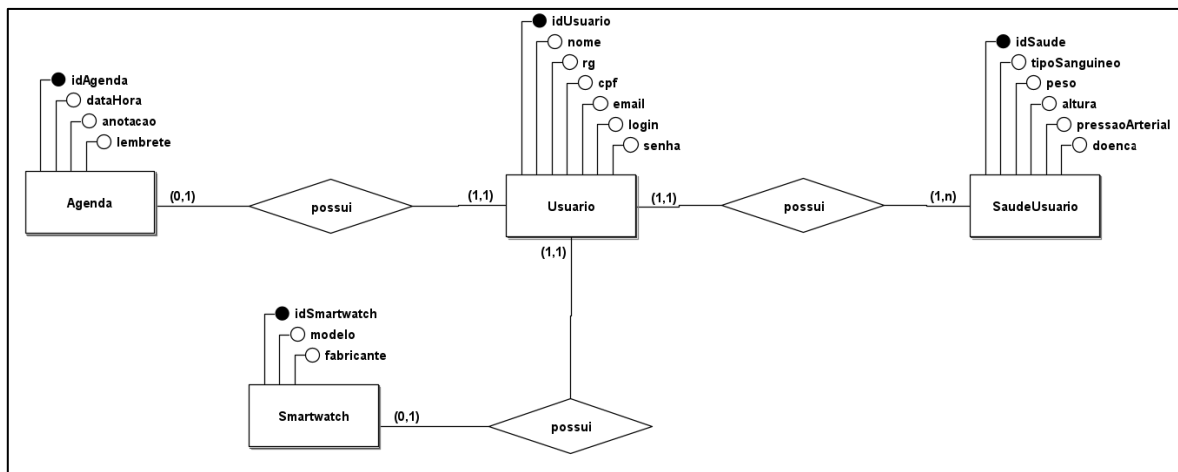 idUsuario
nome
rg
cpf
email
login
senha
idAgenda
dataHora
anotacao
lembrete
idSaude
tipoSanguineo
peso
altura
pressaoArterial
doenca
Agenda
(0,1)
possui
(1,1)
Usuario
(1,1)
possui
(1,n)
SaudeUsuario
(1,1)
idSmartwatch
modelo
fabricante
Smartwatch
(0,1)
possui